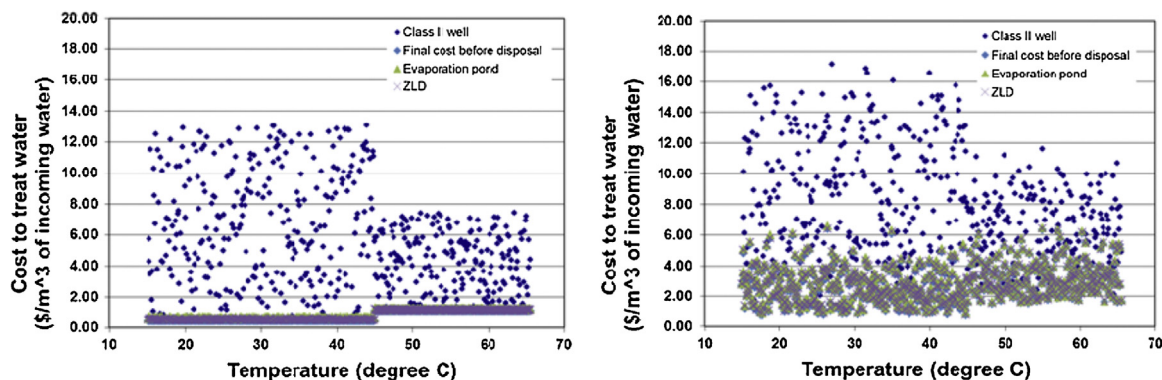 20.00
18.00
16.00
14.00
12.00
10.00
8.00
6.00
4.00
2.00
0.00
10 20 30 40 50 60 70
Cost to treat water
($/m^3 of incoming water)
Temperature (degree C)
Class II well
Final cost before disposal
Evaporation pond
ZLD
20.00
18.00
16.00
14.00
12.00
10.00
8.00
6.00
4.00
2.00
0.00
10 20 30 40 50 60 70
Cost to treat water
($/m^3 of incoming water)
Temperature (degree C)
Class II well
Final cost before disposal
Evaporation pond
ZLD